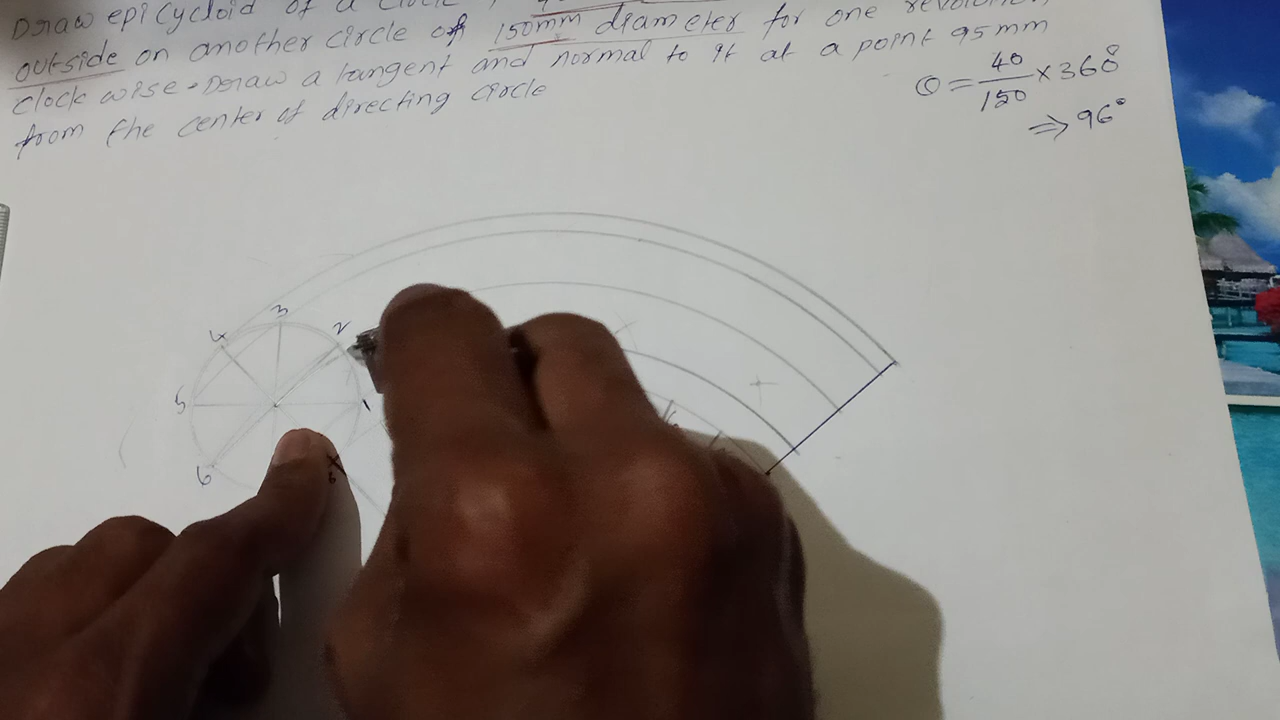 Draw epicycloid of a circle
outside on another circle of 150mm diameter for one revolution,
clock wise. Draw a tangent and normal to it at a point 95mm
from the center of directing circle
θ = 40/150 × 360°
⇒ 96°
3
4
2
5
1
6